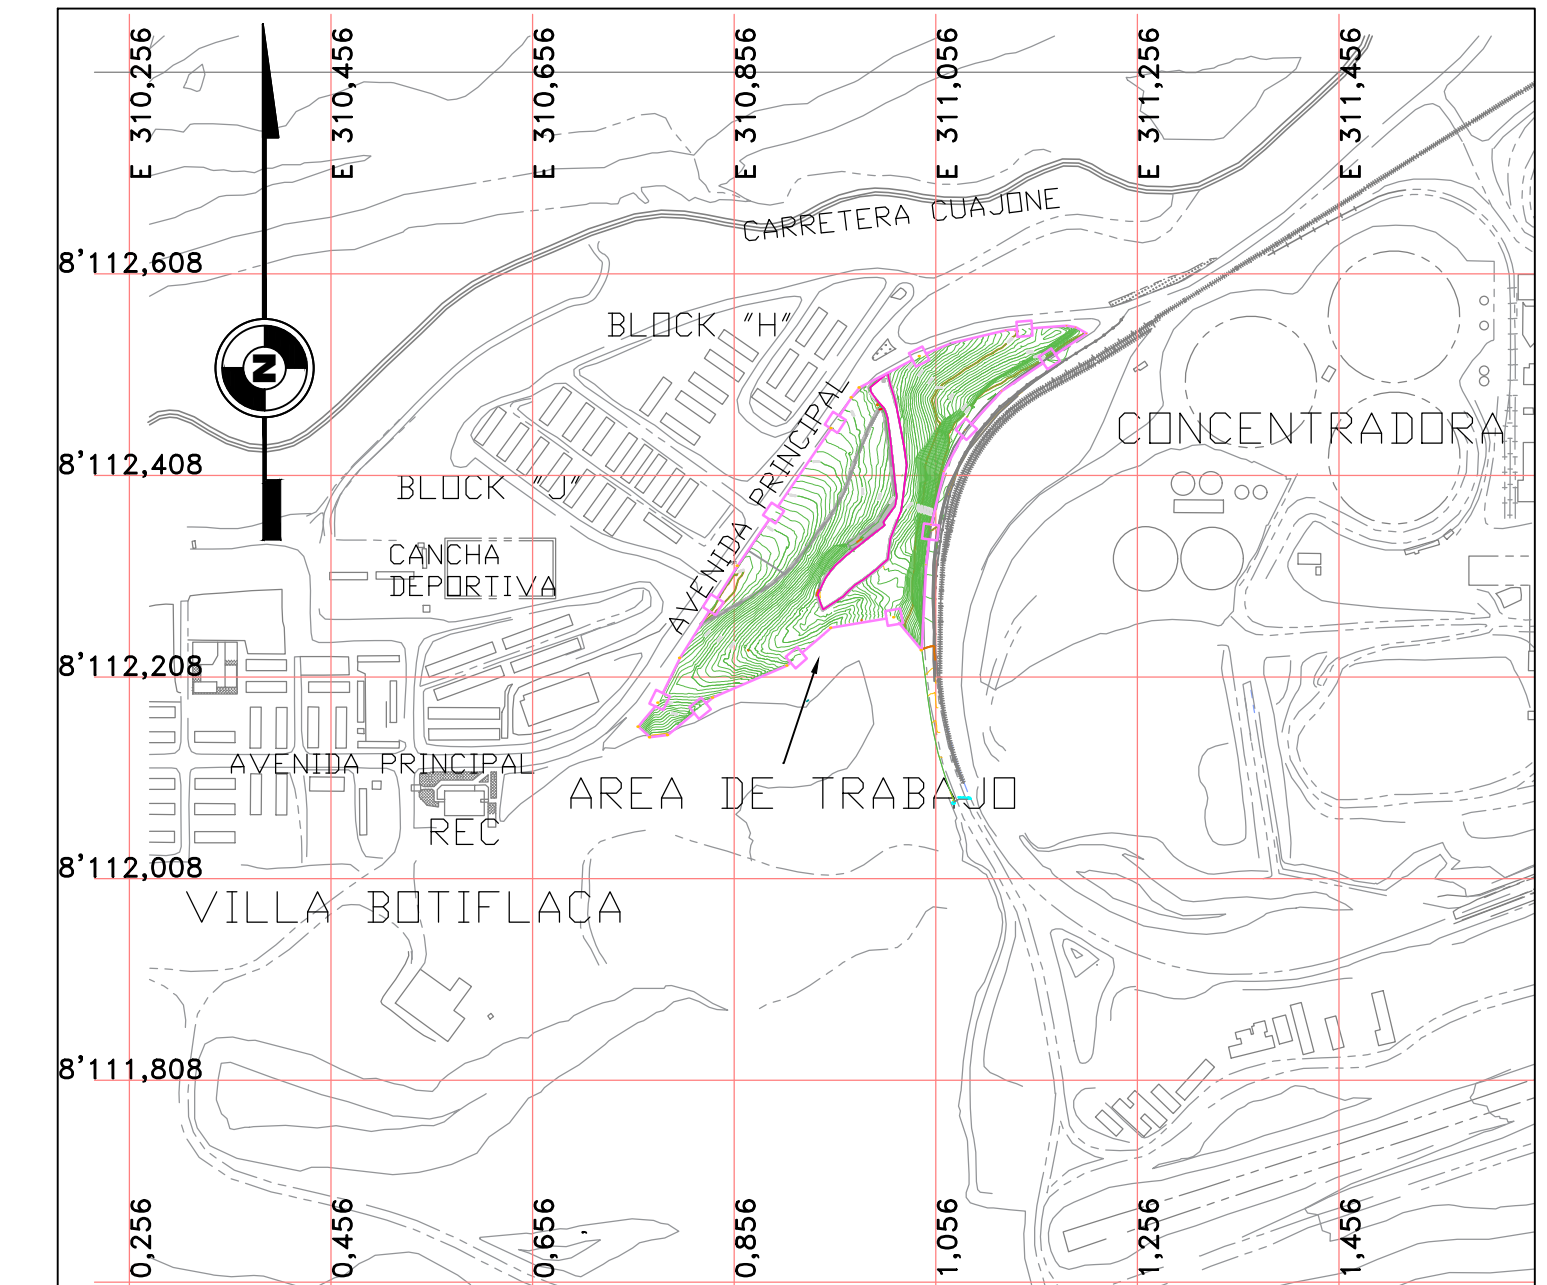 E 310,256
E 310,456
E 310,656
E 310,856
E 311,056
E 311,256
E 311,456
CARRETERA CUAJONE
8'112,608
N
BLOCK "H"
AVENIDA PRINCIPAL
CONCENTRADORA
8'112,408
BLOCK "J"
CANCHA
DEPORTIVA
8'112,208
AVENIDA PRINCIPAL
AREA DE TRABAJO
REC
8'112,008
VILLA BOTIFLACA
8'111,808
0,256
0,456
0,656
0,856
1,056
1,256
1,456